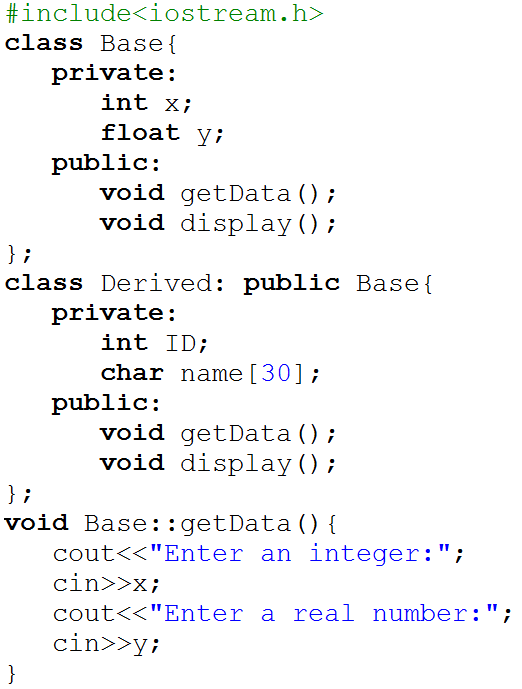 #include<iostream.h>
class Base{
   private:
      int x;
      float y;
   public:
      void getData();
      void display();
};
class Derived: public Base{
   private:
      int ID;
      char name[30];
   public:
      void getData();
      void display();
};
void Base::getData(){
   cout<<"Enter an integer:";
   cin>>x;
   cout<<"Enter a real number:";
   cin>>y;
}